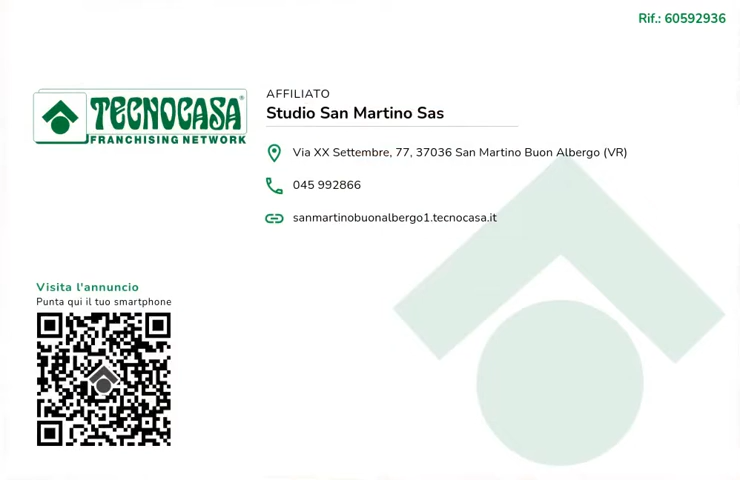 Rif.: 60592936
TECNOCASA®
FRANCHISING NETWORK
AFFILIATO
Studio San Martino Sas
Via XX Settembre, 77, 37036 San Martino Buon Albergo (VR)
045 992866
sanmartinobuonalbergo1.tecnocasa.it
Visita l'annuncio
Punta qui il tuo smartphone